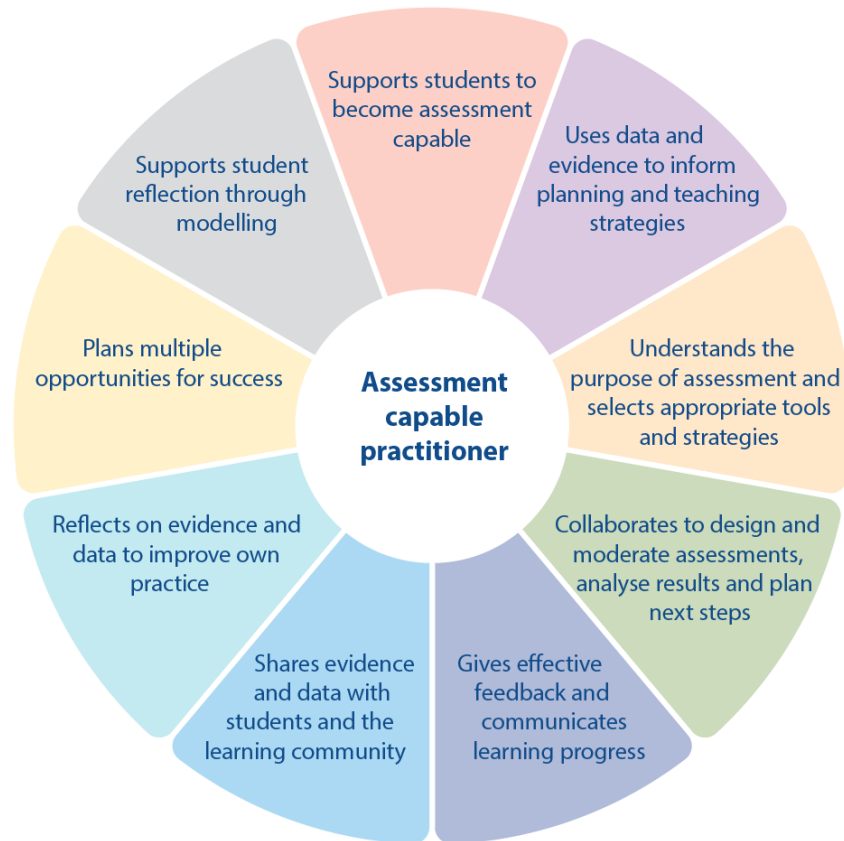 Supports students to
become assessment
capable
Uses data and
evidence to inform
planning and teaching
strategies
Understands the
purpose of assessment and
selects appropriate tools
and strategies
Collaborates to design and
moderate assessments,
analyse results and plan
next steps
Gives effective
feedback and
communicates
learning progress
Shares evidence
and data with
students and the
learning community
Reflects on evidence and
data to improve own
practice
Plans multiple
opportunities for success
Supports student
reflection through
modelling
Assessment
capable
practitioner